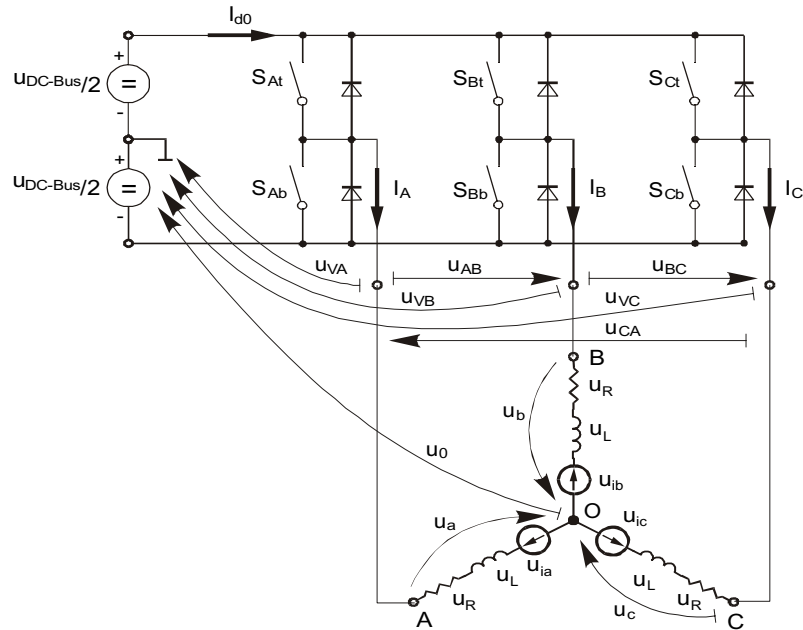 I_d0
+
u_DC-Bus/2
=
-
S_At
S_Bt
S_Ct
+
u_DC-Bus/2
=
-
S_Ab
I_A
S_Bb
I_B
S_Cb
I_C
u_VA
u_AB
u_BC
u_VB
u_VC
u_CA
B
u_R
u_b
u_L
u_0
u_ib
O
u_a
u_ic
u_ia
u_L
u_L
u_R
u_R
u_c
A
C